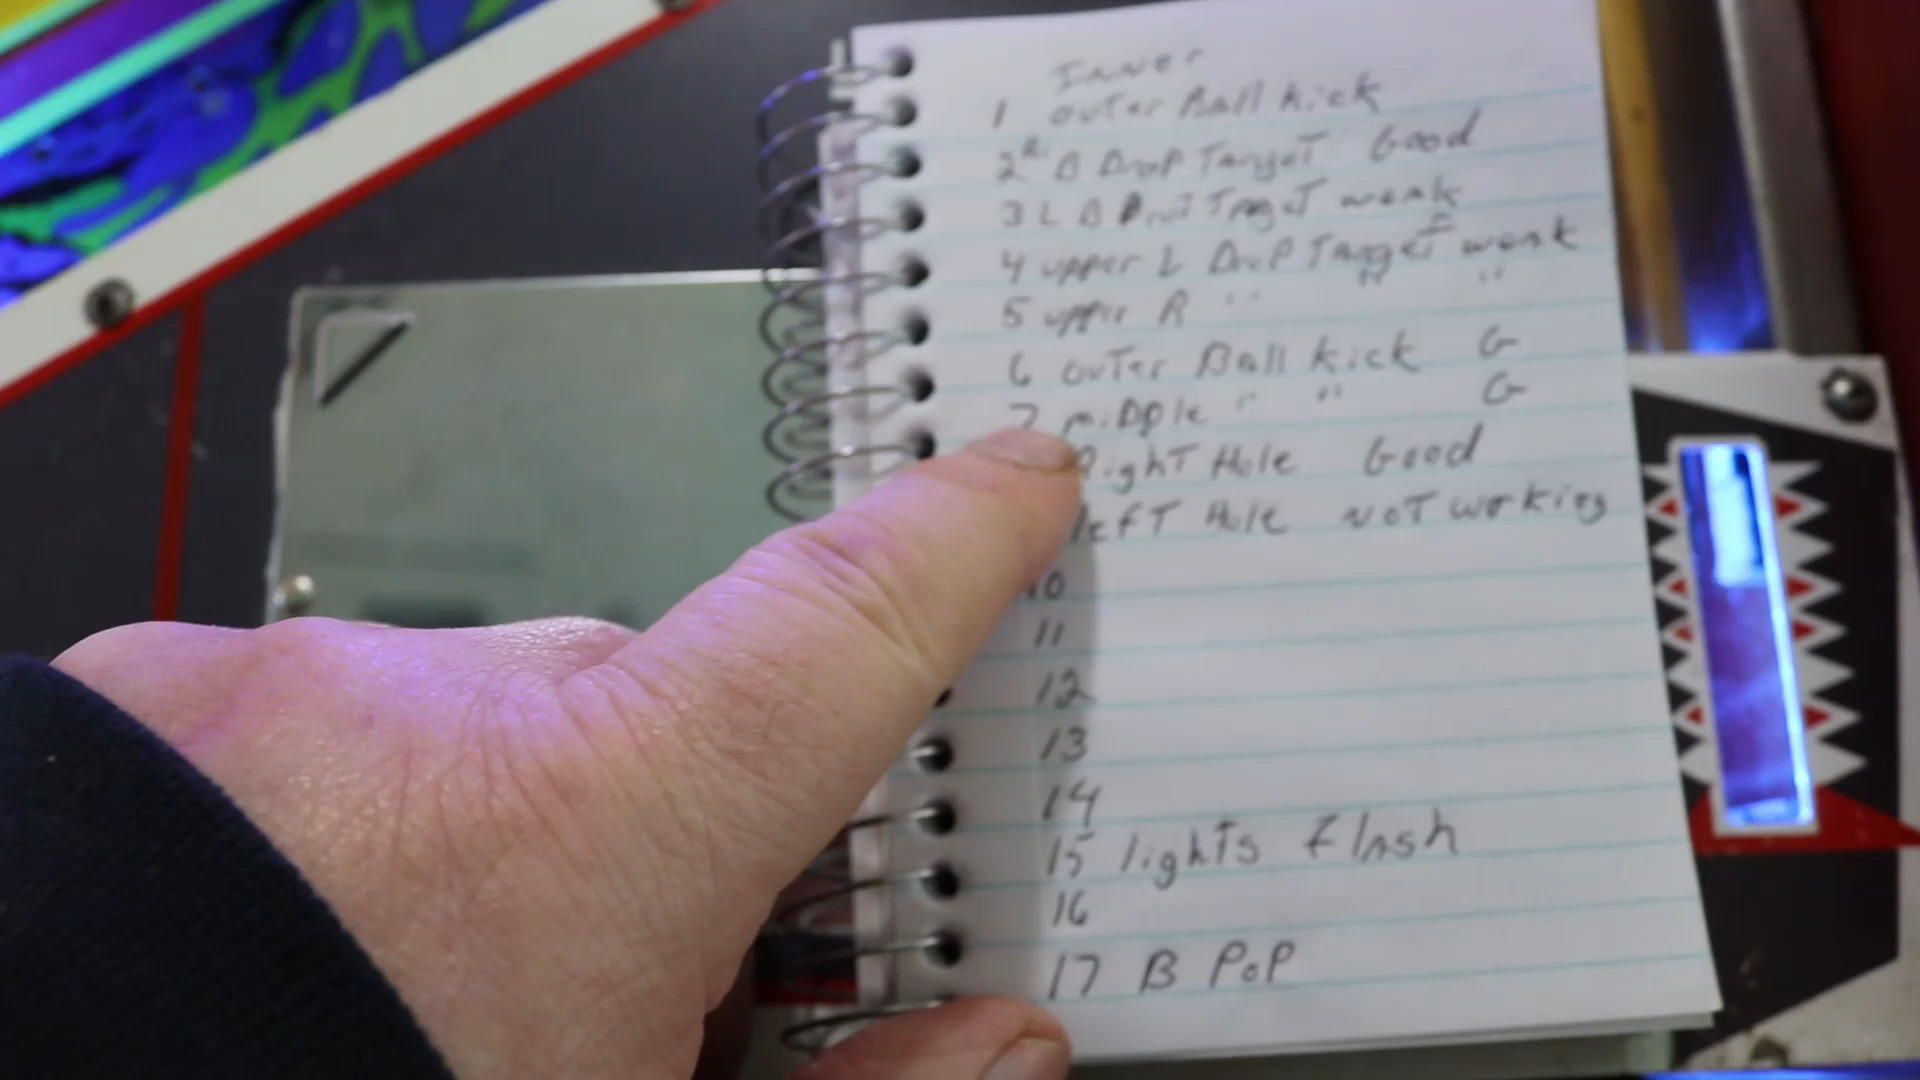 Inner
1 outer Ball kick
2 R B Drop Target Good
3 L B Target weak
4 upper L Drop Target weak
5 upper R " " "
6 outer Ball kick G
7 middle " " G
Right Hole Good
left Hole not working
10
11
12
13
14
15 lights flash
16
17 B PoP